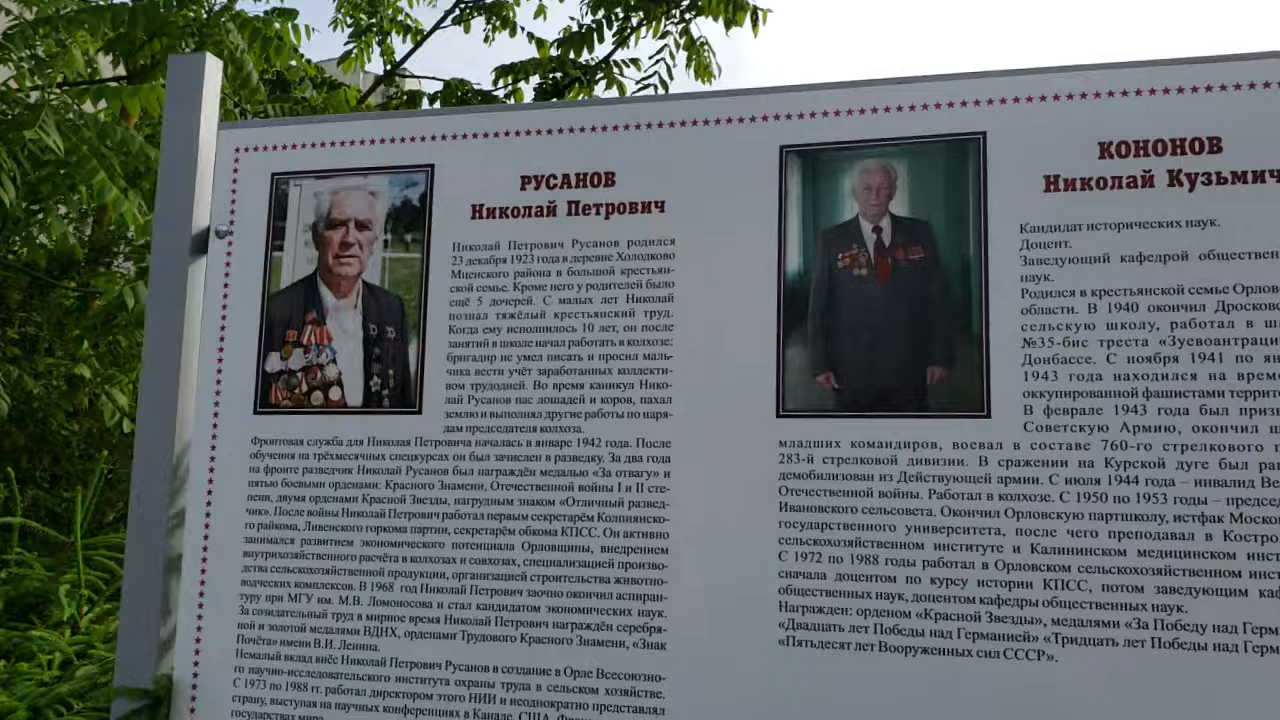 РУСАНОВ
Николай Петрович
Николай Петрович Русанов родился
23 декабря 1923 года в деревне Холодково
Мценского района в большой крестьян-
ской семье. Кроме него у родителей было
ещё 5 дочерей. С малых лет Николай
познал тяжёлый крестьянский труд.
Когда ему исполнилось 10 лет, он после
занятий в школе начал работать в колхозе:
бригадир не умел писать и просил маль-
чика вести учёт заработанных коллекти-
вом трудодней. Во время каникул Нико-
лай Русанов пас лошадей и коров, пахал
землю и выполнял другие работы по наря-
дам председателя колхоза.
Фронтовая служба для Николая Петровича началась в январе 1942 года. После
обучения на трёхмесячных спецкурсах он был зачислен в разведку. За два года
на фронте разведчик Николай Русанов был награждён медалью «За отвагу» и
пятью боевыми орденами: Красного Знамени, Отечественной войны I и II сте-
пени, двумя орденами Красной Звезды, нагрудным знаком «Отличный развед-
чик». После войны Николай Петрович работал первым секретарём Колпнянско-
го райкома, Ливенского горкома партии, секретарём обкома КПСС. Он активно
занимался развитием экономического потенциала Орловщины, внедрением
внутрихозяйственного расчёта в колхозах и совхозах, специализацией произво-
дства сельскохозяйственной продукции, организацией строительства животно-
водческих комплексов. В 1968 год Николай Петрович заочно окончил аспиран-
туру при МГУ им. М.В. Ломоносова и стал кандидатом экономических наук.
За созидательный труд в мирное время Николай Петрович награждён серебря-
ной и золотой медалями ВДНХ, орденами Трудового Красного Знамени, «Знак
Почёта» имени В.И. Ленина.
Немалый вклад внёс Николай Петрович Русанов в создание в Орле Всесоюзно-
го научно-исследовательского института охраны труда в сельском хозяйстве.
С 1973 по 1988 гг. работал директором этого НИИ и неоднократно представлял
страну, выступая на научных конференциях в Канаде, США,
государствах мира
КОНОНОВ
Николай Кузьмич
Кандидат исторических наук.
Доцент.
Заведующий кафедрой обществен
наук.
Родился в крестьянской семье Орлов
области. В 1940 окончил Дросков
сельскую школу, работал в ш
№35-бис треста «Зуевоантраци
Донбассе. С ноября 1941 по ян
1943 года находился на врем
оккупированной фашистами террит
В феврале 1943 года был приз
Советскую Армию, окончил ш
младших командиров, воевал в составе 760-го стрелкового п
283-й стрелковой дивизии. В сражении на Курской дуге был ран
демобилизован из Действующей армии. С июля 1944 года – инвалид Ве
Отечественной войны. Работал в колхозе. С 1950 по 1953 годы – предсе
Ивановского сельсовета. Окончил Орловскую партшколу, истфак Моско
государственного университета, после чего преподавал в Костро
сельскохозяйственном институте и Калининском медицинском инст
С 1972 по 1988 годы работал в Орловском сельскохозяйственном инст
сначала доцентом по курсу истории КПСС, потом заведующим каф
общественных наук, доцентом кафедры общественных наук.
Награжден: орденом «Красной Звезды», медалями «За Победу над Герм
«Двадцать лет Победы над Германией» «Тридцать лет Победы над Герм
«Пятьдесят лет Вооруженных сил СССР».